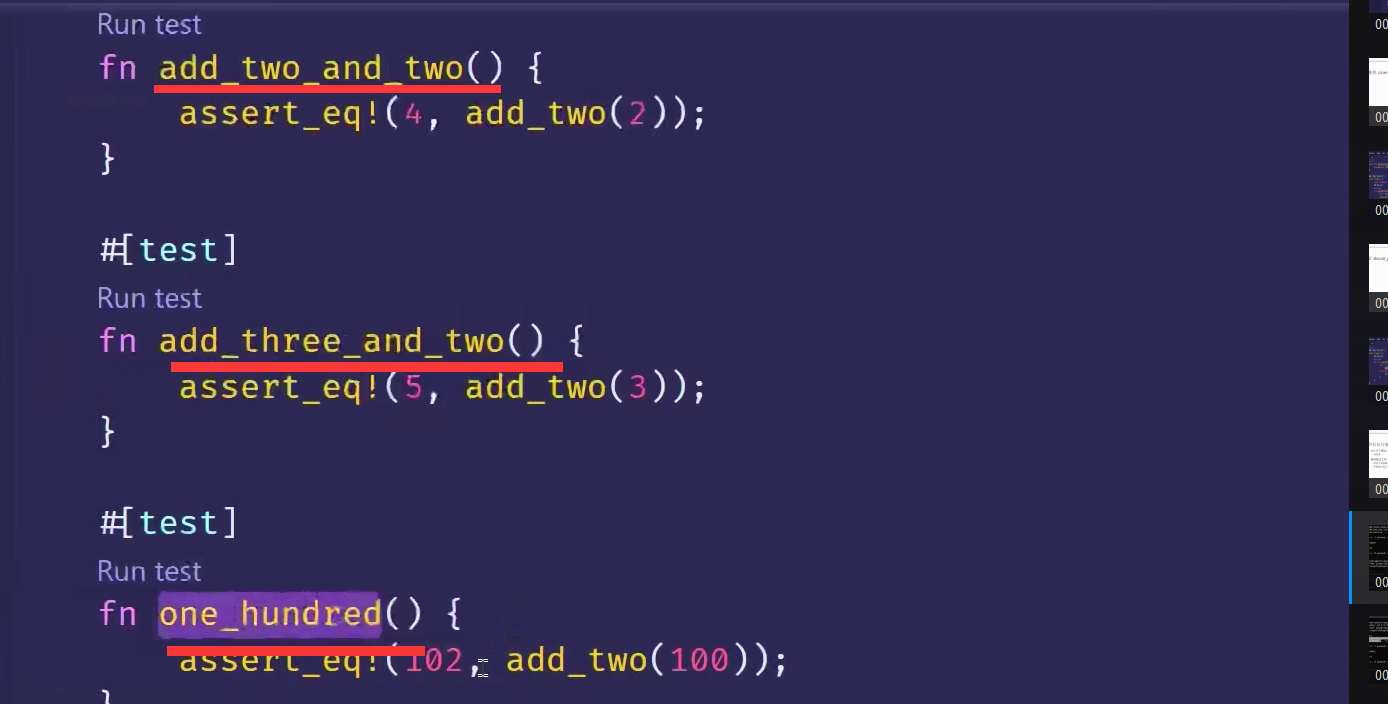 Run test
fn add_two_and_two() {
assert_eq!(4, add_two(2));
}
#[test]
Run test
fn add_three_and_two() {
assert_eq!(5, add_two(3));
}
#[test]
Run test
fn one_hundred() {
assert_eq!(102, add_two(100));
}
00
00
00
00
00
00
00
00